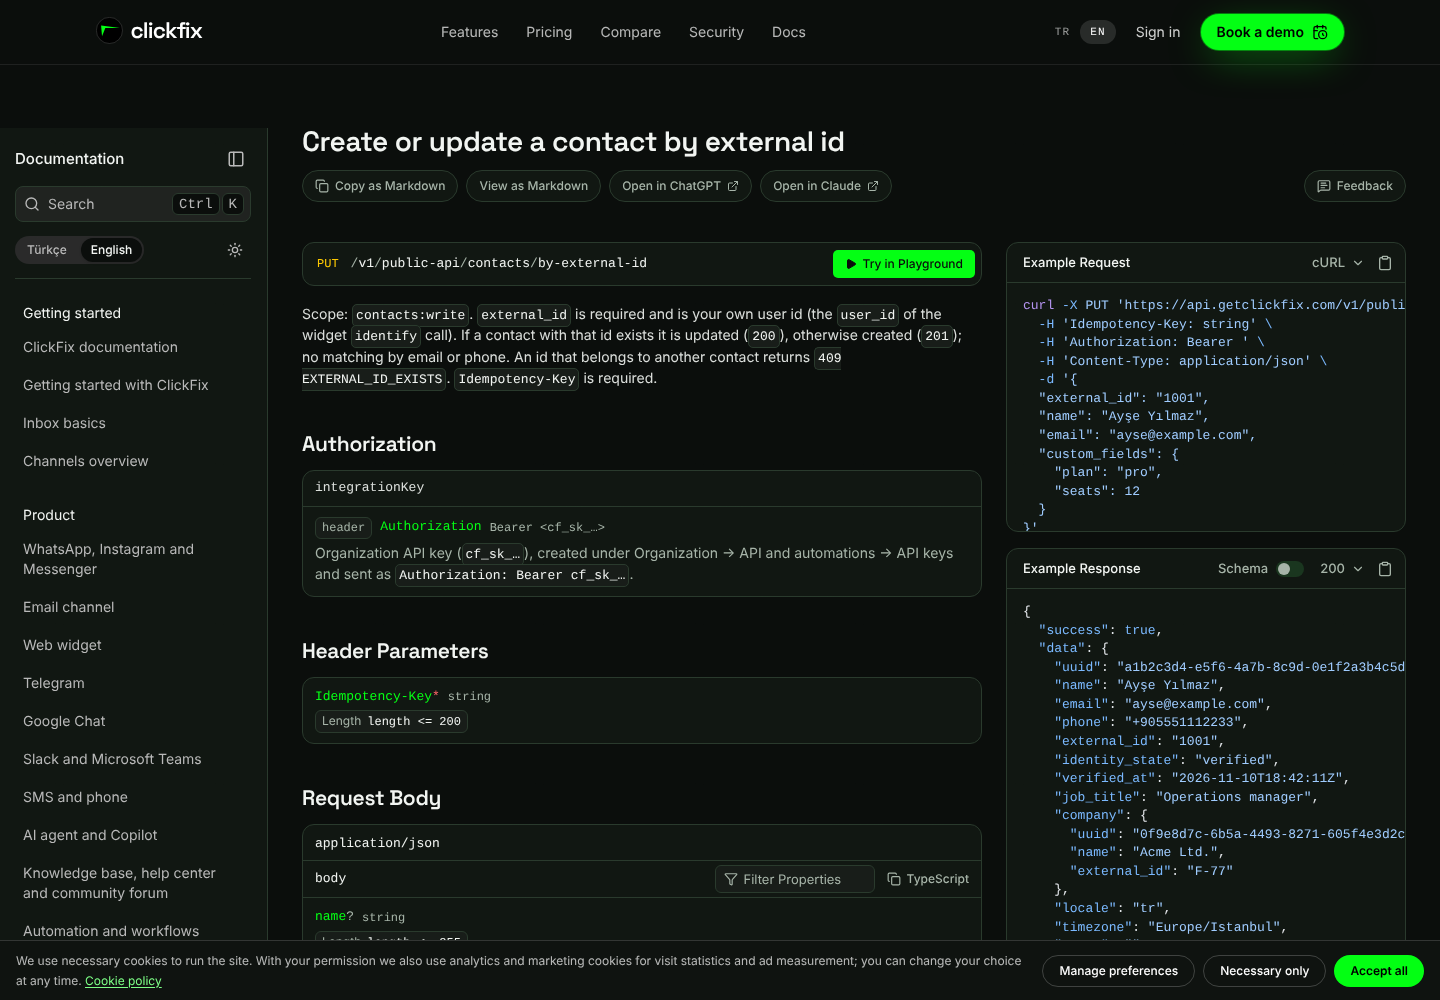 clickfix
Features
Pricing
Compare
Security
Docs
TR
EN
Sign in
Book a demo
Documentation
Search
Ctrl
K
Türkçe
English
Getting started
ClickFix documentation
Getting started with ClickFix
Inbox basics
Channels overview
Product
WhatsApp, Instagram and
Messenger
Email channel
Web widget
Telegram
Google Chat
Slack and Microsoft Teams
SMS and phone
AI agent and Copilot
Knowledge base, help center
and community forum
Automation and workflows
Create or update a contact by external id
Copy as Markdown
View as Markdown
Open in ChatGPT
Open in Claude
Feedback
PUT /v1/public-api/contacts/by-external-id
Try in Playground
Scope: contacts:write. external_id is required and is your own user id (the user_id of the
widget identify call). If a contact with that id exists it is updated (200), otherwise created (201);
no matching by email or phone. An id that belongs to another contact returns 409
EXTERNAL_ID_EXISTS. Idempotency-Key is required.
Authorization
integrationKey
header Authorization Bearer <cf_sk_…>
Organization API key (cf_sk_…), created under Organization → API and automations → API keys
and sent as Authorization: Bearer cf_sk_….
Header Parameters
Idempotency-Key* string
Length length <= 200
Request Body
application/json
body
Filter Properties
TypeScript
name? string
Example Request
cURL
curl -X PUT 'https://api.getclickfix.com/v1/publi
-H 'Idempotency-Key: string' \
-H 'Authorization: Bearer ' \
-H 'Content-Type: application/json' \
-d '{
"external_id": "1001",
"name": "Ayşe Yılmaz",
"email": "ayse@example.com",
"custom_fields": {
"plan": "pro",
"seats": 12
}
}'
Example Response
Schema
200
{
"success": true,
"data": {
"uuid": "a1b2c3d4-e5f6-4a7b-8c9d-0e1f2a3b4c5d
"name": "Ayşe Yılmaz",
"email": "ayse@example.com",
"phone": "+905551112233",
"external_id": "1001",
"identity_state": "verified",
"verified_at": "2026-11-10T18:42:11Z",
"job_title": "Operations manager",
"company": {
"uuid": "0f9e8d7c-6b5a-4493-8271-605f4e3d2c
"name": "Acme Ltd.",
"external_id": "F-77"
},
"locale": "tr",
"timezone": "Europe/Istanbul",
We use necessary cookies to run the site. With your permission we also use analytics and marketing cookies for visit statistics and ad measurement; you can change your choice
at any time. Cookie policy
Manage preferences
Necessary only
Accept all